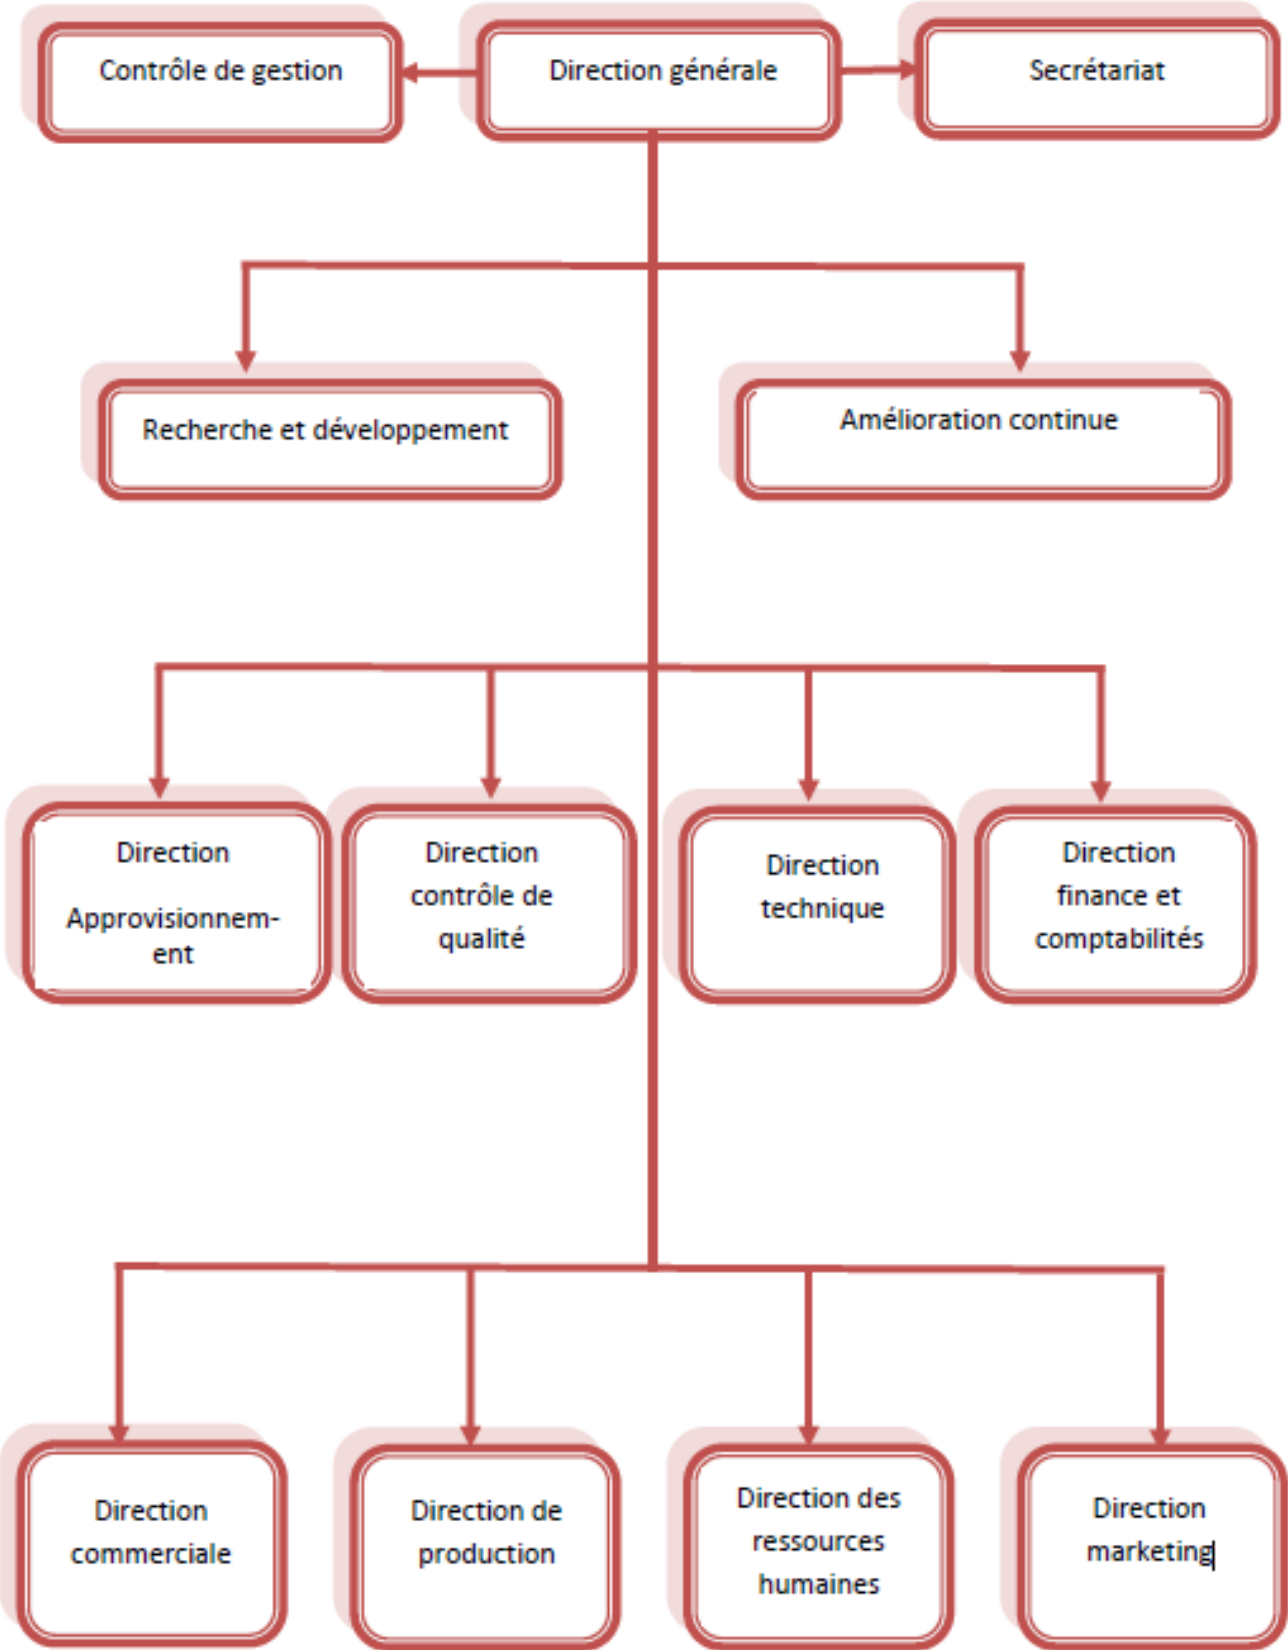 Contrôle de gestion
Direction générale
Secrétariat
Recherche et développement
Amélioration continue
Direction
Approvisionnem-
ent
Direction
contrôle de
qualité
Direction
technique
Direction
finance et
comptabilités
Direction
commerciale
Direction de
production
Direction des
ressources
humaines
Direction
marketing